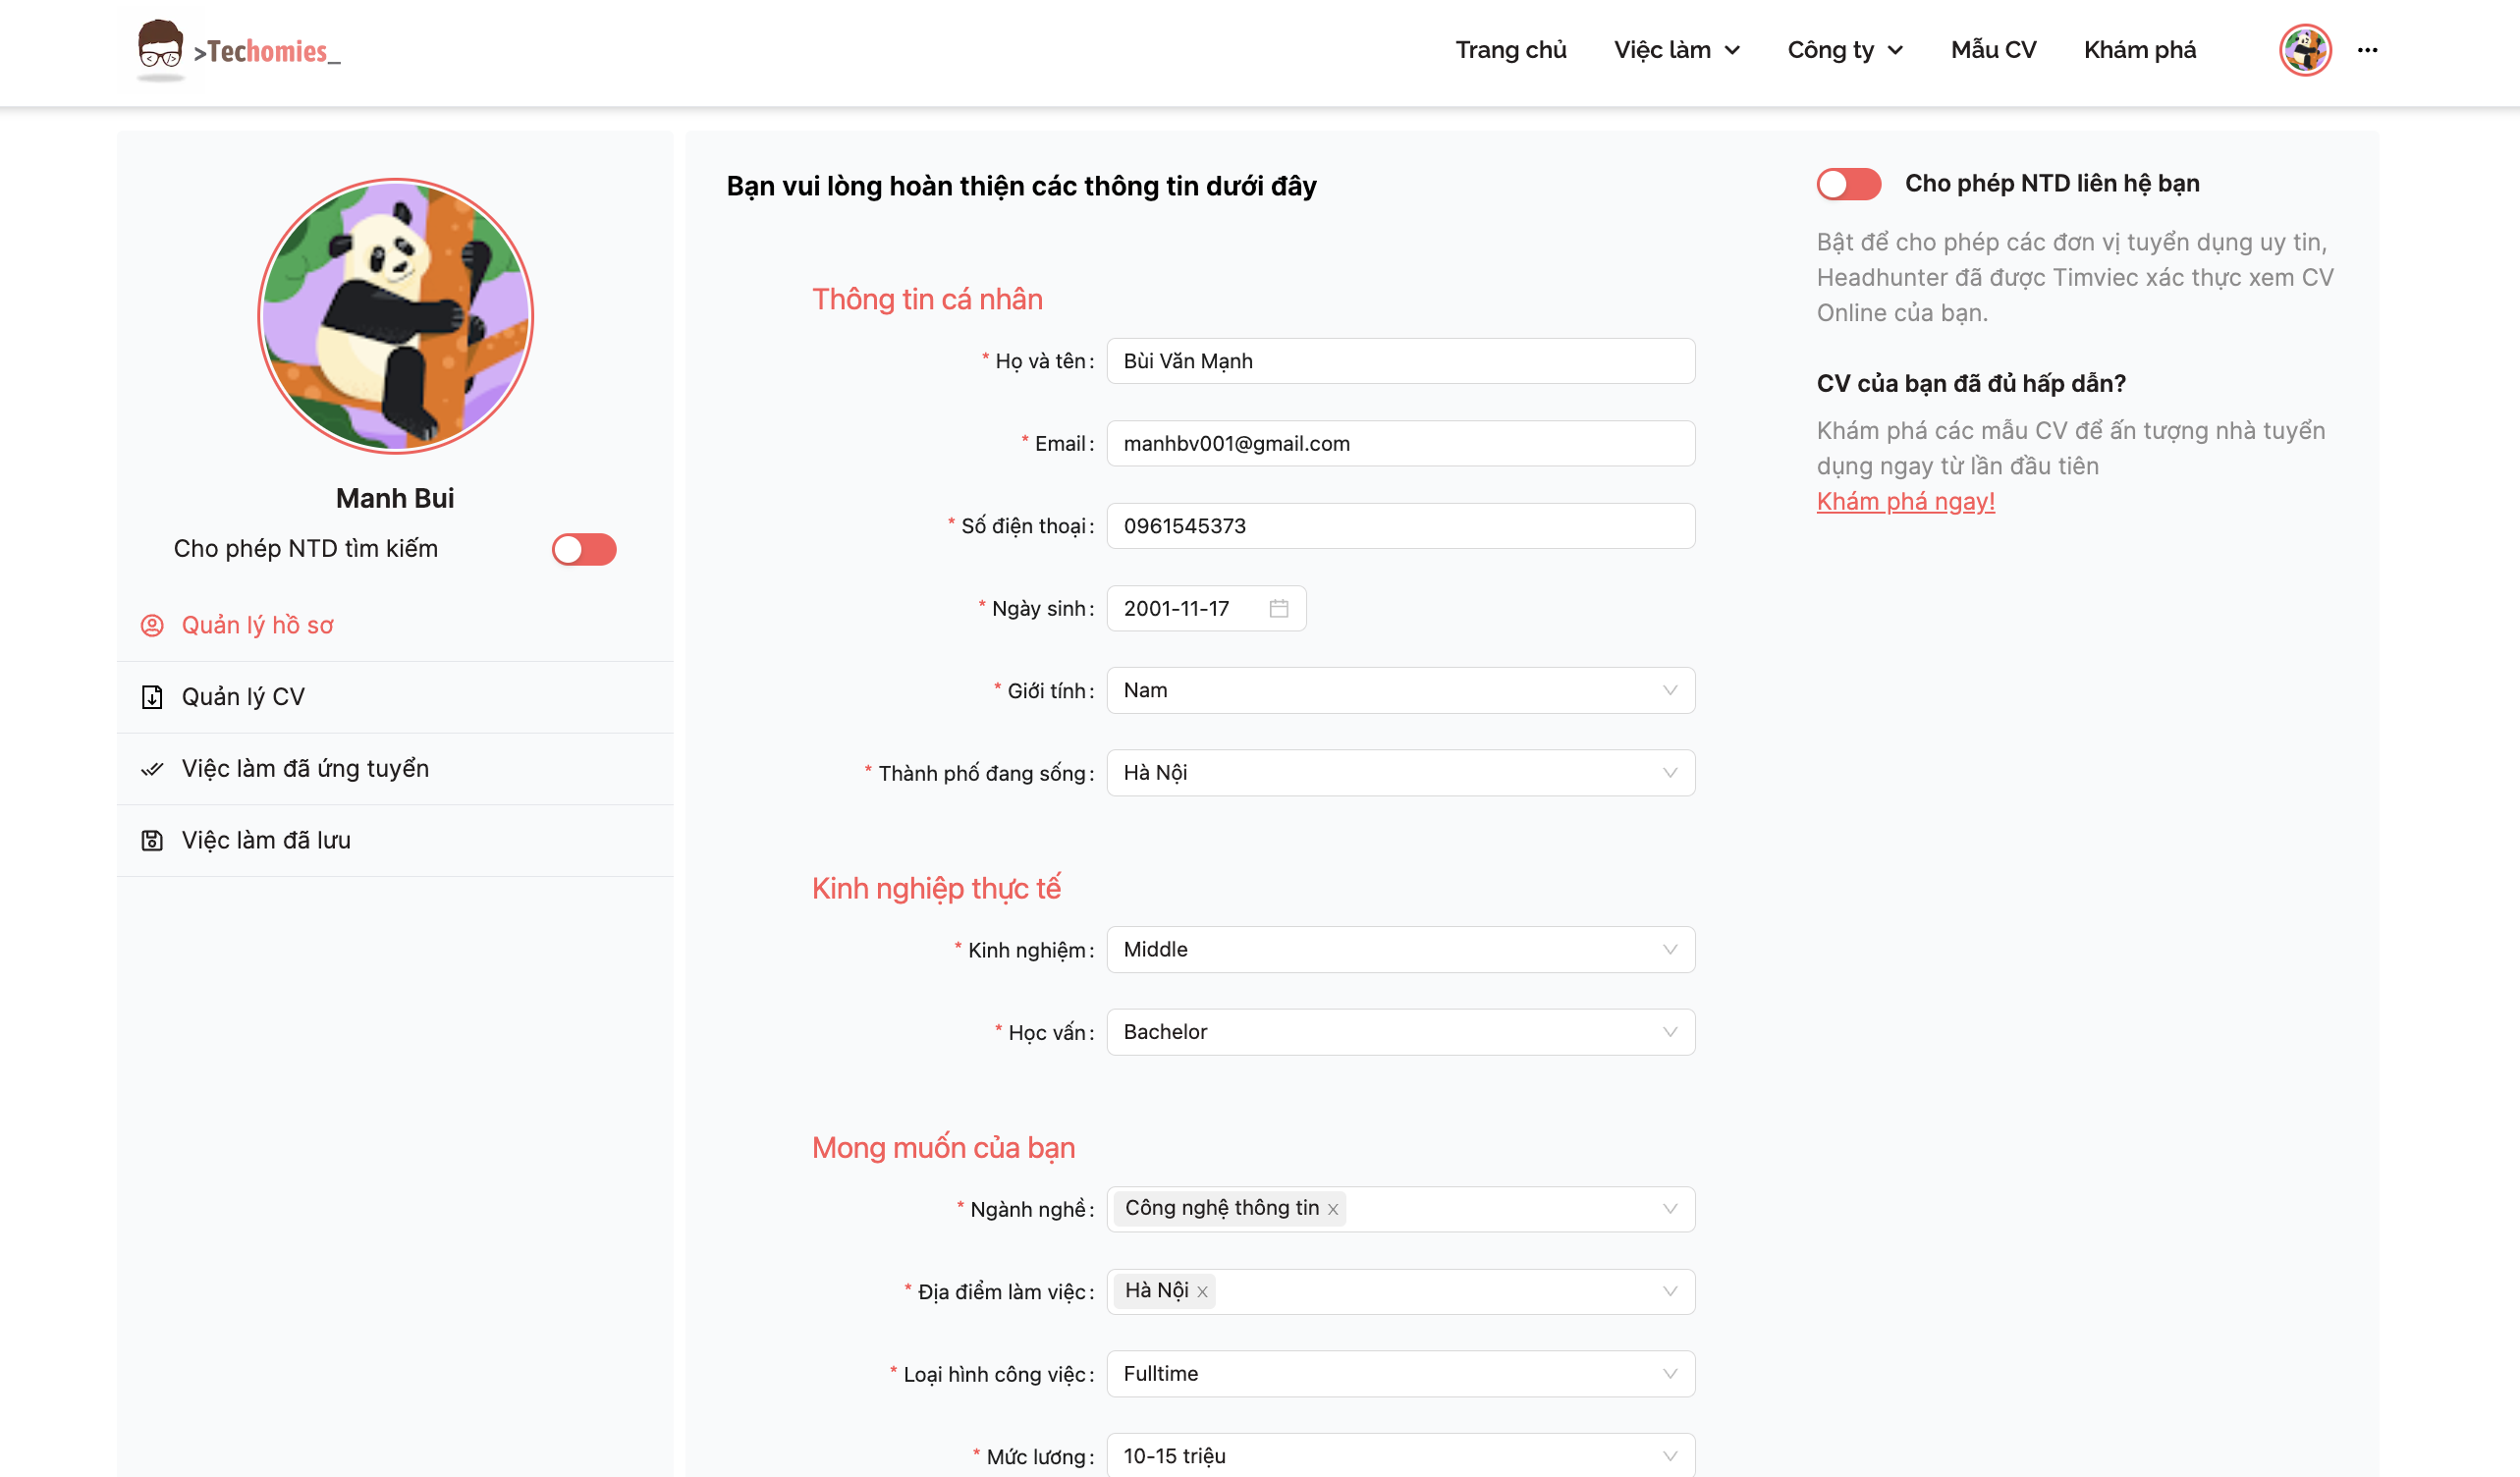 >Techomies_
Trang chủ
Việc làm
Công ty
Mẫu CV
Khám phá
Manh Bui
Cho phép NTD tìm kiếm
Quản lý hồ sơ
Quản lý CV
Việc làm đã ứng tuyển
Việc làm đã lưu
Bạn vui lòng hoàn thiện các thông tin dưới đây
Thông tin cá nhân
* Họ và tên: Bùi Văn Mạnh
* Email: manhbv001@gmail.com
* Số điện thoại: 0961545373
* Ngày sinh: 2001-11-17
* Giới tính: Nam
* Thành phố đang sống: Hà Nội
Kinh nghiệp thực tế
* Kinh nghiệm: Middle
* Học vấn: Bachelor
Mong muốn của bạn
* Ngành nghề: Công nghệ thông tin
* Địa điểm làm việc: Hà Nội
* Loại hình công việc: Fulltime
* Mức lương: 10-15 triệu
Cho phép NTD liên hệ bạn
Bật để cho phép các đơn vị tuyển dụng uy tín,
Headhunter đã được Timviec xác thực xem CV
Online của bạn.
CV của bạn đã đủ hấp dẫn?
Khám phá các mẫu CV để ấn tượng nhà tuyển
dụng ngay từ lần đầu tiên
Khám phá ngay!